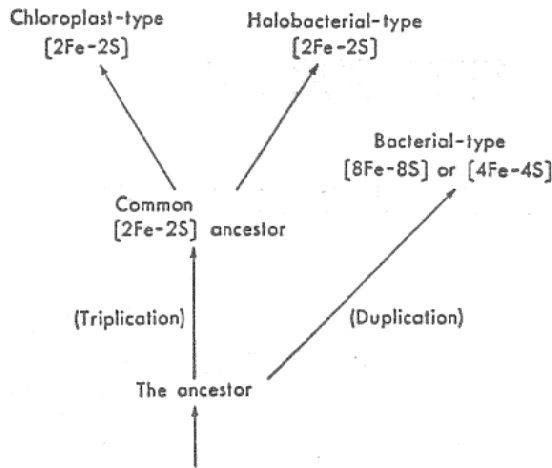 Chloroplast-type
[2Fe-2S]
Halobacterial-type
[2Fe-2S]
Bacterial-type
[8Fe-8S] or [4Fe-4S]
Common
[2Fe-2S] ancestor
(Triplication)
(Duplication)
The ancestor